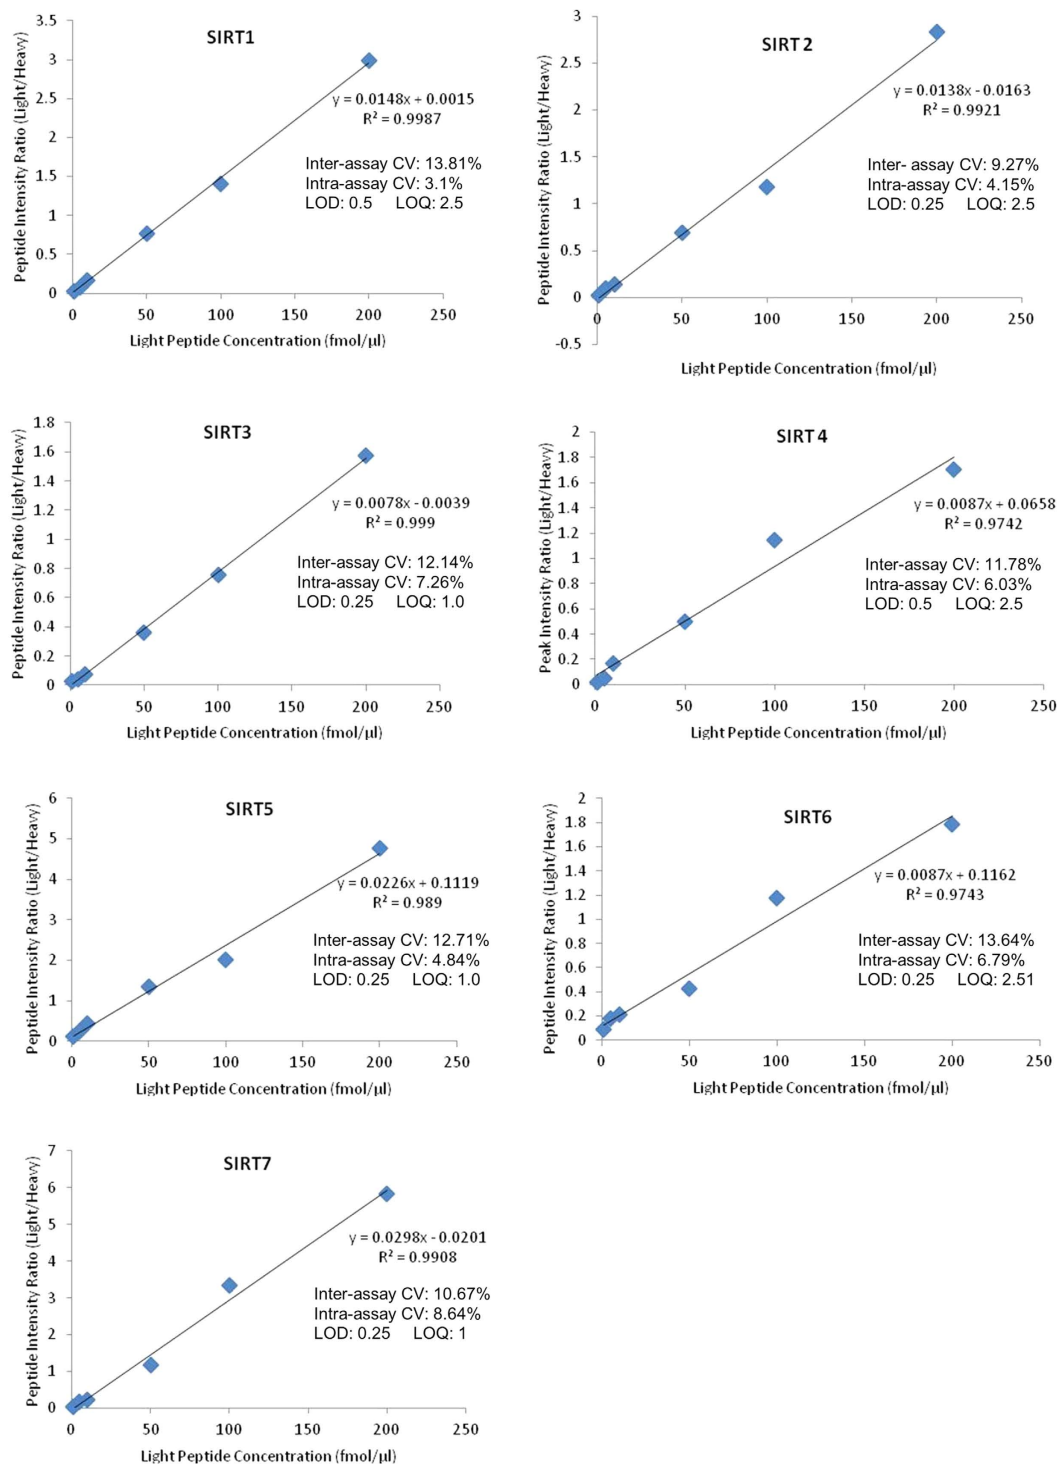 SIRT1
Peptide Intensity Ratio (Light/Heavy)
3.5
3
2.5
2
1.5
1
0.5
0
y = 0.0148x + 0.0015
R² = 0.9987
Inter-assay CV: 13.81%
Intra-assay CV: 3.1%
LOD: 0.5 LOQ: 2.5
0 50 100 150 200 250
Light Peptide Concentration (fmol/µl)
SIRT 2
Peptide Intensity Ratio (Light/Heavy)
3
2.5
2
1.5
1
0.5
0
-0.5
y = 0.0138x - 0.0163
R² = 0.9921
Inter- assay CV: 9.27%
Intra-assay CV: 4.15%
LOD: 0.25 LOQ: 2.5
0 50 100 150 200 250
Light Peptide Concentration (fmol/µl)
SIRT3
Peptide Intensity Ratio (Light/Heavy)
1.8
1.6
1.4
1.2
1
0.8
0.6
0.4
0.2
0
y = 0.0078x - 0.0039
R² = 0.999
Inter-assay CV: 12.14%
Intra-assay CV: 7.26%
LOD: 0.25 LOQ: 1.0
0 50 100 150 200 250
Light Peptide Concentration (fmol/µl)
SIRT 4
Peak Intensity Ratio (Light/Heavy)
2
1.8
1.6
1.4
1.2
1
0.8
0.6
0.4
0.2
0
y = 0.0087x + 0.0658
R² = 0.9742
Inter-assay CV: 11.78%
Intra-assay CV: 6.03%
LOD: 0.5 LOQ: 2.5
0 50 100 150 200 250
Light Peptide Concentration (fmol/µl)
SIRT5
Peptide Intensity Ratio (Light/Heavy)
6
5
4
3
2
1
0
y = 0.0226x + 0.1119
R² = 0.989
Inter-assay CV: 12.71%
Intra-assay CV: 4.84%
LOD: 0.25 LOQ: 1.0
0 50 100 150 200 250
Light Peptide Concentration (fmol/µl)
SIRT6
Peptide Intensity Ratio (Light/Heavy)
2
1.8
1.6
1.4
1.2
1
0.8
0.6
0.4
0.2
0
y = 0.0087x + 0.1162
R² = 0.9743
Inter-assay CV: 13.64%
Intra-assay CV: 6.79%
LOD: 0.25 LOQ: 2.51
0 50 100 150 200 250
Light Peptide Concentration (fmol/µl)
SIRT7
Peptide Intensity Ratio (Light/Heavy)
7
6
5
4
3
2
1
0
y = 0.0298x - 0.0201
R² = 0.9908
Inter-assay CV: 10.67%
Intra-assay CV: 8.64%
LOD: 0.25 LOQ: 1
0 50 100 150 200 250
Light Peptide Concentration (fmol/µl)